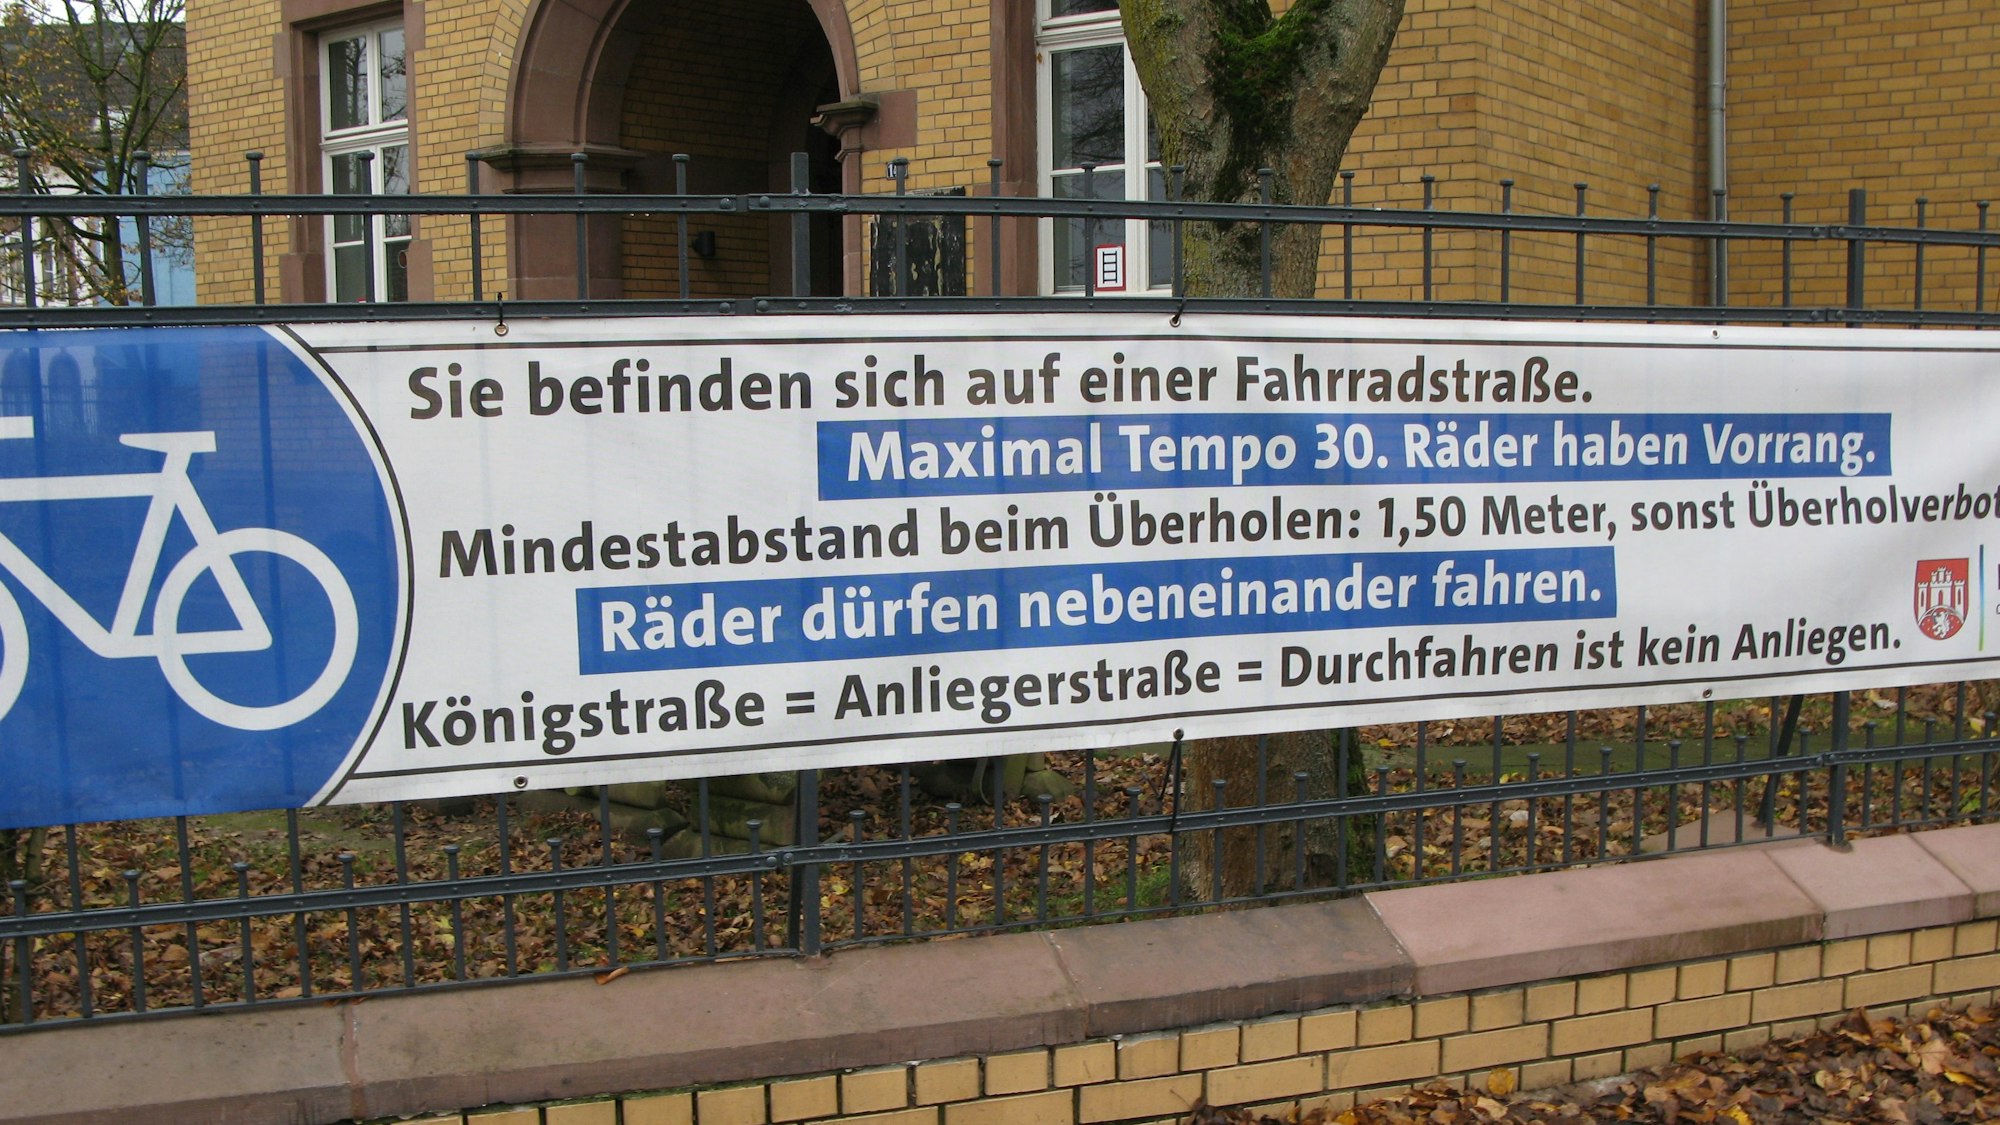 Sie befinden sich auf einer Fahrradstraße.
Maximal Tempo 30. Räder haben Vorrang.
Mindestabstand beim Überholen: 1,50 Meter, sonst Überholverbot
Räder dürfen nebeneinander fahren.
Königstraße = Anliegerstraße = Durchfahren ist kein Anliegen.